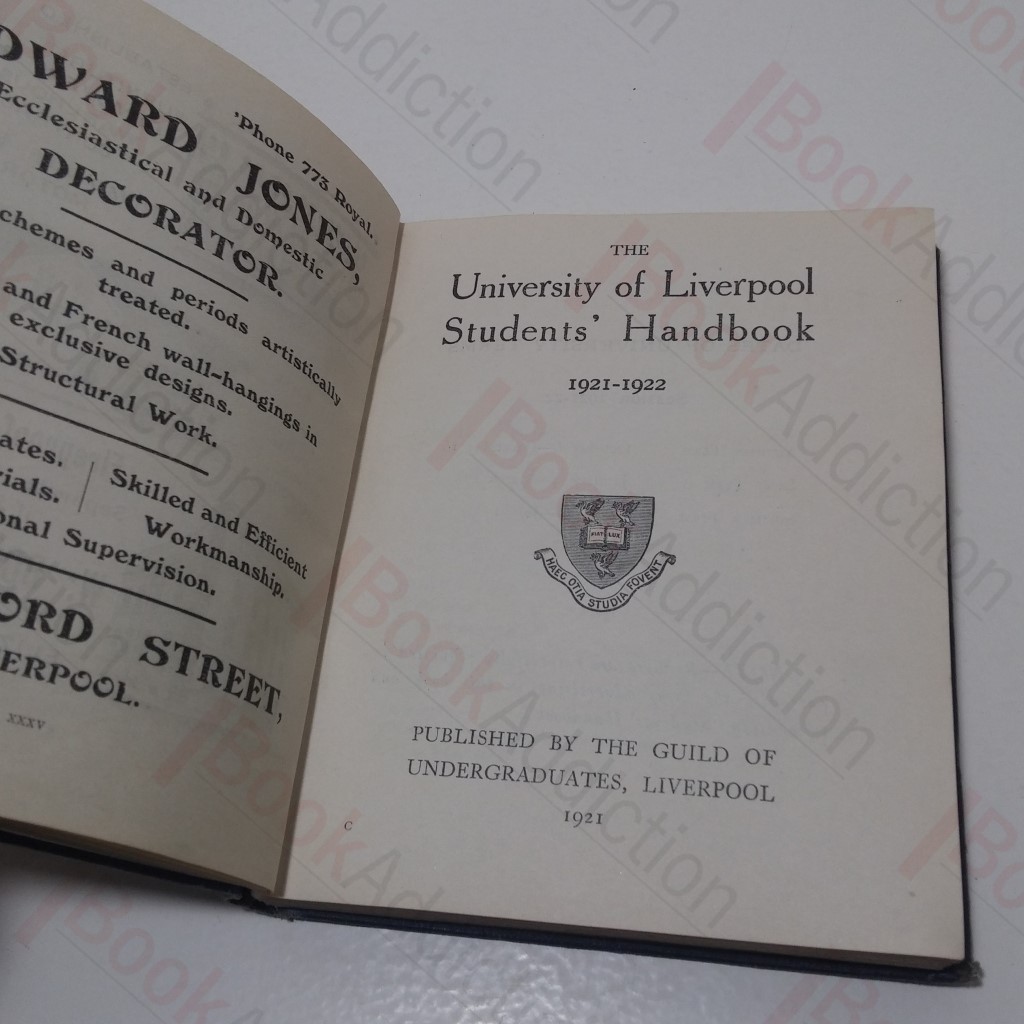 'Phone 773 Royal.
DWARD JONES,
Ecclesiastical and Domestic
DECORATOR.
chemes and periods artistically
treated.
and French wall-hangings in
exclusive designs.
Structural Work.
ates.
rials.
Skilled and Efficient
Workmanship.
onal Supervision.
ORD STREET,
ERPOOL.
xxxv
THE
University of Liverpool
Students' Handbook
1921-1922
FIAT LUX
HAEC OTIA STUDIA FOVENT
PUBLISHED BY THE GUILD OF
UNDERGRADUATES, LIVERPOOL
1921
C
BookAddiction